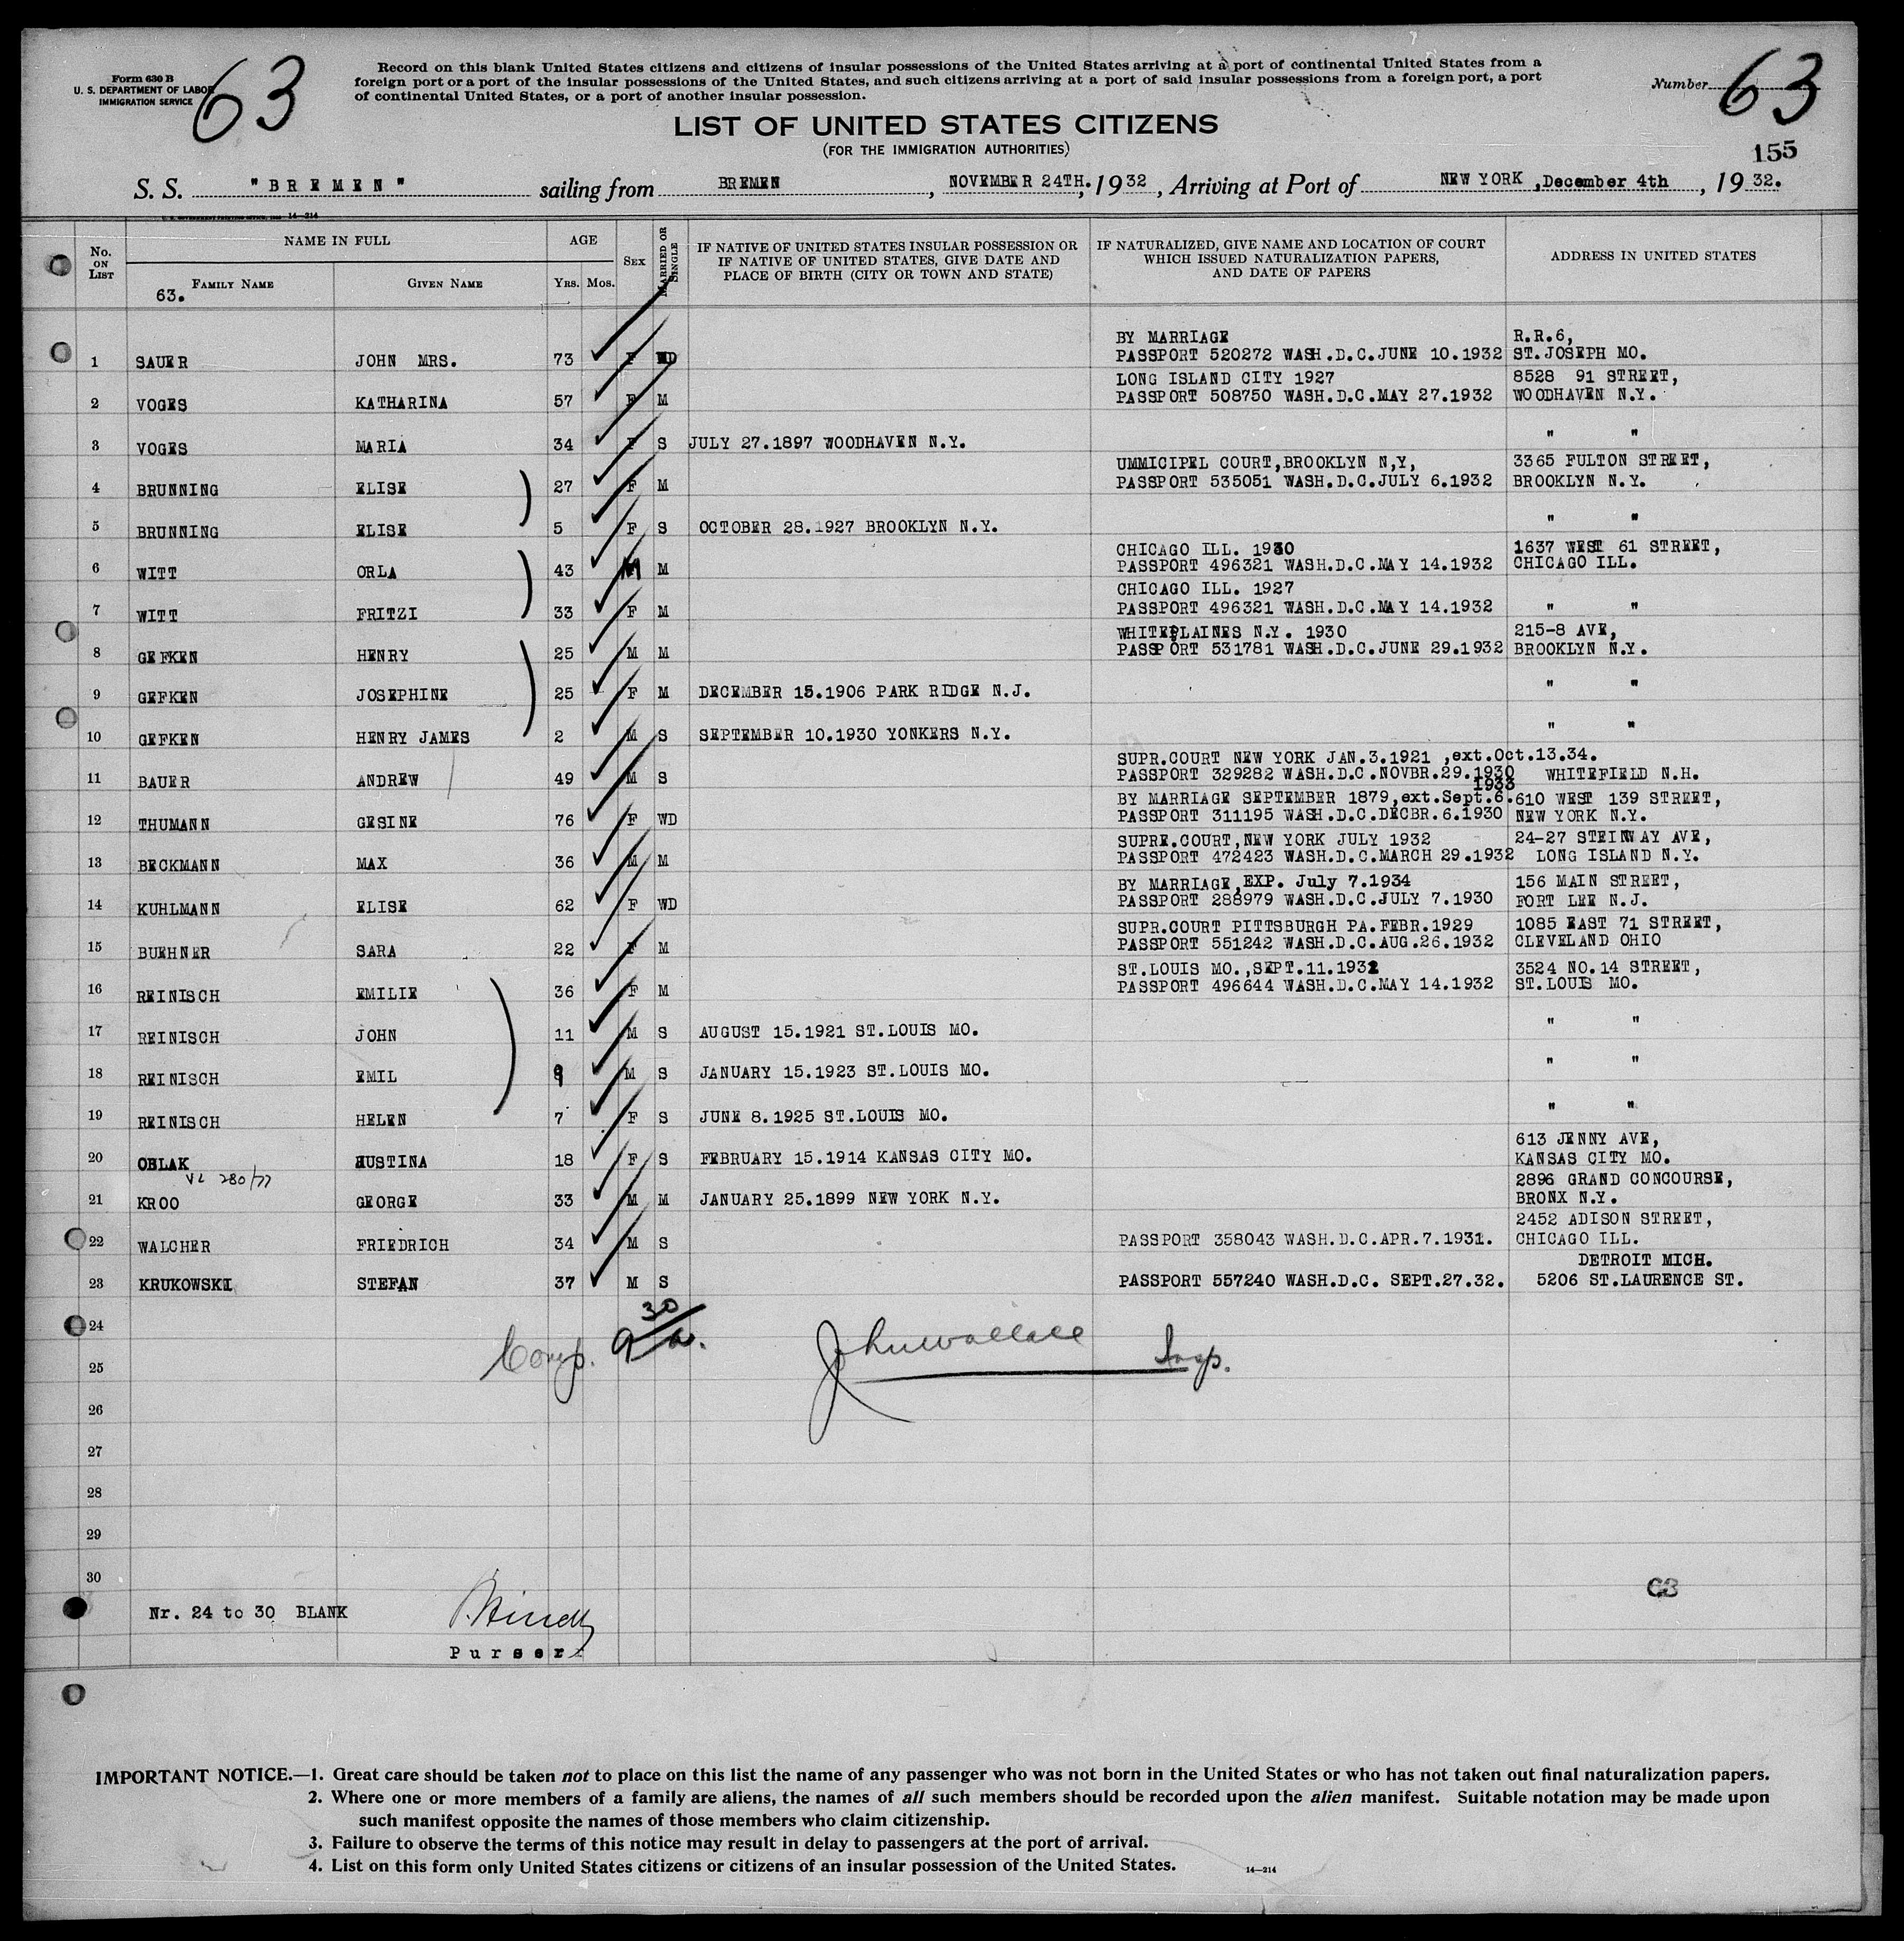 Form 630 B
U. S. DEPARTMENT OF LABOR
IMMIGRATION SERVICE
63
Record on this blank United States citizens and citizens of insular possessions of the United States arriving at a port of continental United States from a
foreign port or a port of the insular possessions of the United States, and such citizens arriving at a port of said insular possessions from a foreign port, a port
of continental United States, or a port of another insular possession.
Number 63
LIST OF UNITED STATES CITIZENS
(FOR THE IMMIGRATION AUTHORITIES)
155
S. S. "BREMEN" sailing from BREMEN, NOVEMBER 24TH., 1932, Arriving at Port of NEW YORK, December 4th, 1932.
14—214
No. ON LIST
NAME IN FULL
FAMILY NAME
GIVEN NAME
63.
AGE
Yrs. Mos.
SEX
MARRIED OR SINGLE
IF NATIVE OF UNITED STATES INSULAR POSSESSION OR
IF NATIVE OF UNITED STATES, GIVE DATE AND
PLACE OF BIRTH (CITY OR TOWN AND STATE)
IF NATURALIZED, GIVE NAME AND LOCATION OF COURT
WHICH ISSUED NATURALIZATION PAPERS,
AND DATE OF PAPERS
ADDRESS IN UNITED STATES
BY MARRIAGE R.R.6,
1 SAUER JOHN MRS. 73 F WD PASSPORT 520272 WASH.D.C.JUNE 10.1932 ST.JOSEPH MO.
LONG ISLAND CITY 1927 8528 91 STREET,
2 VOGES KATHARINA 57 F M PASSPORT 508750 WASH.D.C.MAY 27.1932 WOODHAVEN N.Y.
3 VOGES MARIA 34 F S JULY 27.1897 WOODHAVEN N.Y. " "
UMMICIPEL COURT,BROOKLYN N,Y, 3365 FULTON STREET,
4 BRUNNING ELISE 27 F M PASSPORT 535051 WASH.D.C.JULY 6.1932 BROOKLYN N.Y.
5 BRUNNING ELISE 5 F S OCTOBER 28.1927 BROOKLYN N.Y. " "
CHICAGO ILL. 1930 1637 WEST 61 STREET,
6 WITT ORLA 43 M M PASSPORT 496321 WASH.D.C.MAY 14.1932 CHICAGO ILL.
CHICAGO ILL. 1927
7 WITT FRITZI 33 F M PASSPORT 496321 WASH.D.C.MAY 14.1932 " "
WHITEPLAINES N.Y. 1930 215-8 AVE,
8 GEFKEN HENRY 25 M M PASSPORT 531781 WASH.D.C.JUNE 29.1932 BROOKLYN N.Y.
9 GEFKEN JOSEPHINE 25 F M DECEMBER 15.1906 PARK RIDGE N.J. " "
10 GEFKEN HENRY JAMES 2 M S SEPTEMBER 10.1930 YONKERS N.Y. " "
SUPR.COURT NEW YORK JAN.3.1921 ,ext.Oct.13.34.
11 BAUER ANDREW 49 M S PASSPORT 329282 WASH.D.C.NOVBR.29.1930 WHITEFIELD N.H.
1933
BY MARRIAGE SEPTEMBER 1879,ext.Sept.6. 610 WEST 139 STREET,
12 THUMANN GESINE 76 F WD PASSPORT 311195 WASH.D.C.DECBR.6.1930 NEW YORK N.Y.
SUPRE.COURT,NEW YORK JULY 1932 24-27 STEINWAY AVE,
13 BECKMANN MAX 36 M M PASSPORT 472423 WASH.D.C.MARCH 29.1932 LONG ISLAND N.Y.
BY MARRIAGE,EXP. July 7.1934 156 MAIN STREET,
14 KUHLMANN ELISE 62 F WD PASSPORT 288979 WASH.D.C.JULY 7.1930 FORT LEE N.J.
SUPR.COURT PITTSBURGH PA.FEBR.1929 1085 EAST 71 STREET,
15 BUEHNER SARA 22 F M PASSPORT 551242 WASH.D.C.AUG.26.1932 CLEVELAND OHIO
ST.LOUIS MO.,SEPT.11.1932 3524 NO.14 STREET,
16 REINISCH EMILIE 36 F M PASSPORT 496644 WASH.D.C.MAY 14.1932 ST.LOUIS MO.
17 REINISCH JOHN 11 M S AUGUST 15.1921 ST.LOUIS MO. " "
18 REINISCH EMIL 9 M S JANUARY 15.1923 ST.LOUIS MO. " "
19 REINISCH HELEN 7 F S JUNE 8.1925 ST.LOUIS MO. " "
613 JENNY AVE,
20 OBLAK HUSTINA 18 F S FEBRUARY 15.1914 KANSAS CITY MO. KANSAS CITY MO.
VL 280/77
2896 GRAND CONCOURSE,
21 KROO GEORGE 33 M M JANUARY 25.1899 NEW YORK N.Y. BRONX N.Y.
2452 ADISON STREET,
22 WALCHER FRIEDRICH 34 M S PASSPORT 358043 WASH.D.C.APR.7.1931. CHICAGO ILL.
DETROIT MICH.
23 KRUKOWSKI STEFAN 37 M S PASSPORT 557240 WASH.D.C. SEPT.27.32. 5206 ST.LAURENCE ST.
24
30
Comp. John Wallace Insp.
25
26
27
28
29
30
CB
Nr. 24 to 30 BLANK
Purser
IMPORTANT NOTICE.—1. Great care should be taken not to place on this list the name of any passenger who was not born in the United States or who has not taken out final naturalization papers.
2. Where one or more members of a family are aliens, the names of all such members should be recorded upon the alien manifest. Suitable notation may be made upon
such manifest opposite the names of those members who claim citizenship.
3. Failure to observe the terms of this notice may result in delay to passengers at the port of arrival.
4. List on this form only United States citizens or citizens of an insular possession of the United States.
14—214